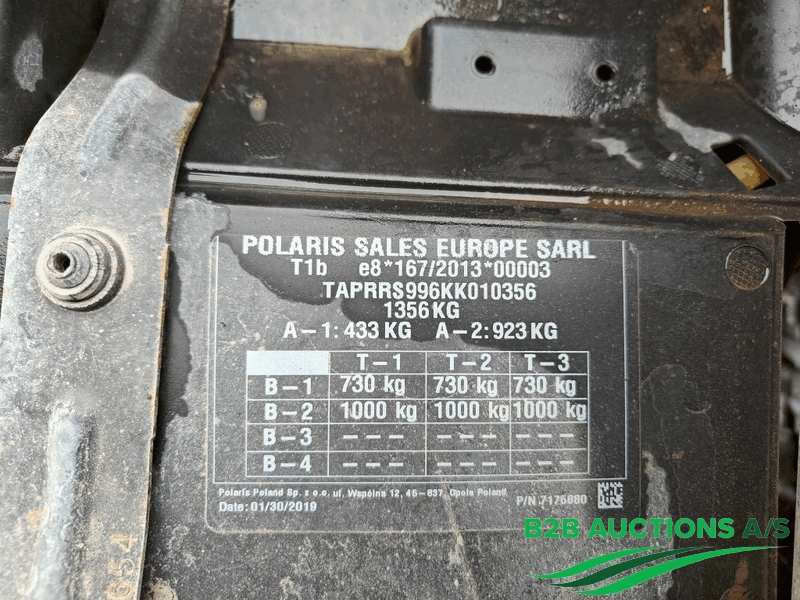 POLARIS SALES EUROPE SARL
T1b e8*167/2013*00003
TAPRRS996KK010356
1356 KG
A-1: 433 KG A-2: 923 KG
T-1 T-2 T-3
B-1 730 kg 730 kg 730 kg
B-2 1000 kg 1000 kg 1000 kg
B-3 --- --- ---
B-4 --- --- ---
Polaris Poland Sp. z o.o. ul. Wspólna 12, 45-837, Opole Poland
Date: 01/30/2019 P/N 7175880
B2B AUCTIONS A/S